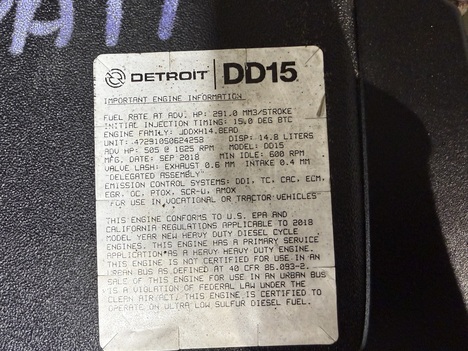 PATT
DETROIT DD15
IMPORTANT ENGINE INFORMATION
FUEL RATE AT ADV. HP: 291.0 MM3/STROKE
INITIAL INJECTION TIMING: 15.0 DEG BTC
ENGINE FAMILY: JDDXH14.8EAD
UNIT: 472910S0624258 DISP: 14.8 LITERS
ADV HP: 505 @ 1625 RPM MODEL: DD15
MFG. DATE: SEP 2018 MIN IDLE: 600 RPM
VALVE LASH: EXHAUST 0.6 MM INTAKE 0.4 MM
"DELEGATED ASSEMBLY"
EMISSION CONTROL SYSTEMS: DDI, TC, CAC, ECM,
EGR, OC, PTOX, SCR-U, AMOX
FOR USE IN VOCATIONAL OR TRACTOR VEHICLES
THIS ENGINE CONFORMS TO U.S. EPA AND
CALIFORNIA REGULATIONS APPLICABLE TO 2018
MODEL YEAR NEW HEAVY DUTY DIESEL CYCLE
ENGINES. THIS ENGINE HAS A PRIMARY SERVICE
APPLICATION AS A HEAVY HEAVY DUTY ENGINE.
THIS ENGINE IS NOT CERTIFIED FOR USE IN AN
URBAN BUS AS DEFINED AT 40 CFR 86.093-2.
SALE OF THIS ENGINE FOR USE IN AN URBAN BUS
IS A VIOLATION OF FEDERAL LAW UNDER THE
CLEAN AIR ACT. THIS ENGINE IS CERTIFIED TO
OPERATE ON ULTRA LOW SULFUR DIESEL FUEL.